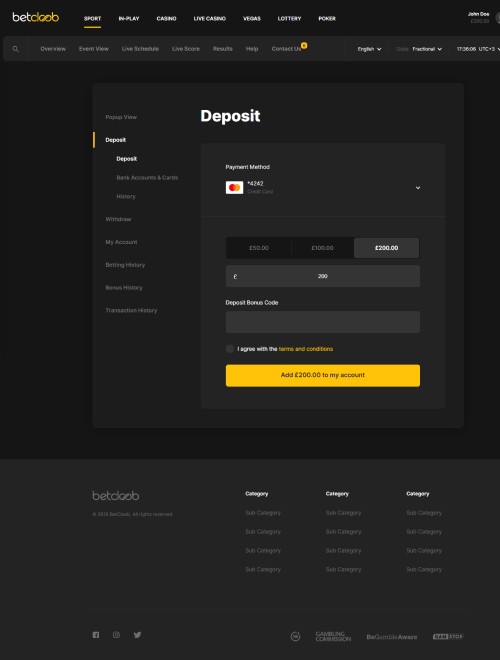 betcloob SPORT IN-PLAY CASINO LIVE CASINO VEGAS LOTTERY POKER John Doe
£200.00
Overview Event View Live Schedule Live Score Results Help Contact Us English Odds: Fractional 17:36:06 UTC+3
Deposit
Popup View
Deposit
Deposit
Bank Accounts & Cards
History
Withdraw
My Account
Betting History
Bonus History
Transaction History
Payment Method
*4242
Credit Card
£50.00 £100.00 £200.00
£ 200
Deposit Bonus Code
I agree with the terms and conditions
Add £200.00 to my account
betcloob
Category Category Category
© 2019 BetCloob. All rights reserved
Sub Category Sub Category Sub Category
Sub Category Sub Category Sub Category
Sub Category Sub Category Sub Category
Sub Category Sub Category Sub Category
GAMBLING
COMMISSION
BeGambleAware
GAMSTOP